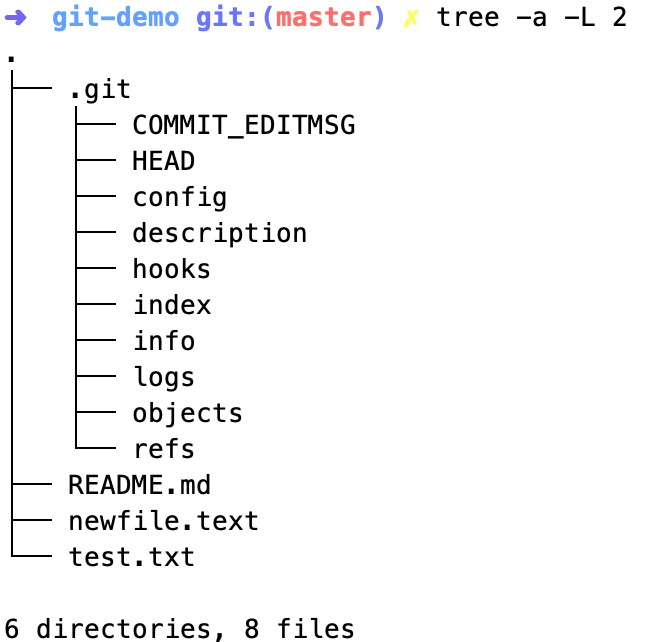 ➜ git-demo git:(master) ✗ tree -a -L 2
.
├── .git
│   ├── COMMIT_EDITMSG
│   ├── HEAD
│   ├── config
│   ├── description
│   ├── hooks
│   ├── index
│   ├── info
│   ├── logs
│   ├── objects
│   └── refs
├── README.md
├── newfile.text
└── test.txt
6 directories, 8 files